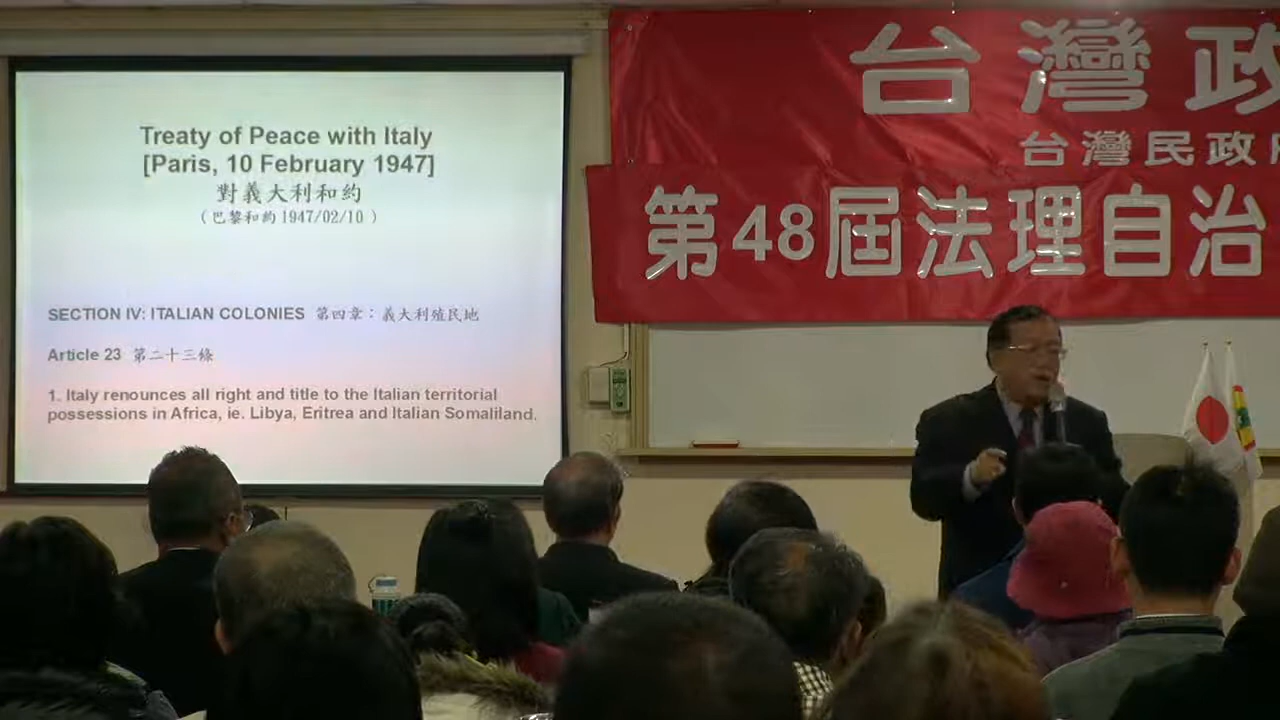 Treaty of Peace with Italy
[Paris, 10 February 1947]
對義大利和約
(巴黎和約 1947/02/10 )
SECTION IV: ITALIAN COLONIES 第四章：義大利殖民地
Article 23 第二十三條
1. Italy renounces all right and title to the Italian territorial
possessions in Africa, ie. Libya, Eritrea and Italian Somaliland.
台灣政
台灣民政
第48屆法理自治